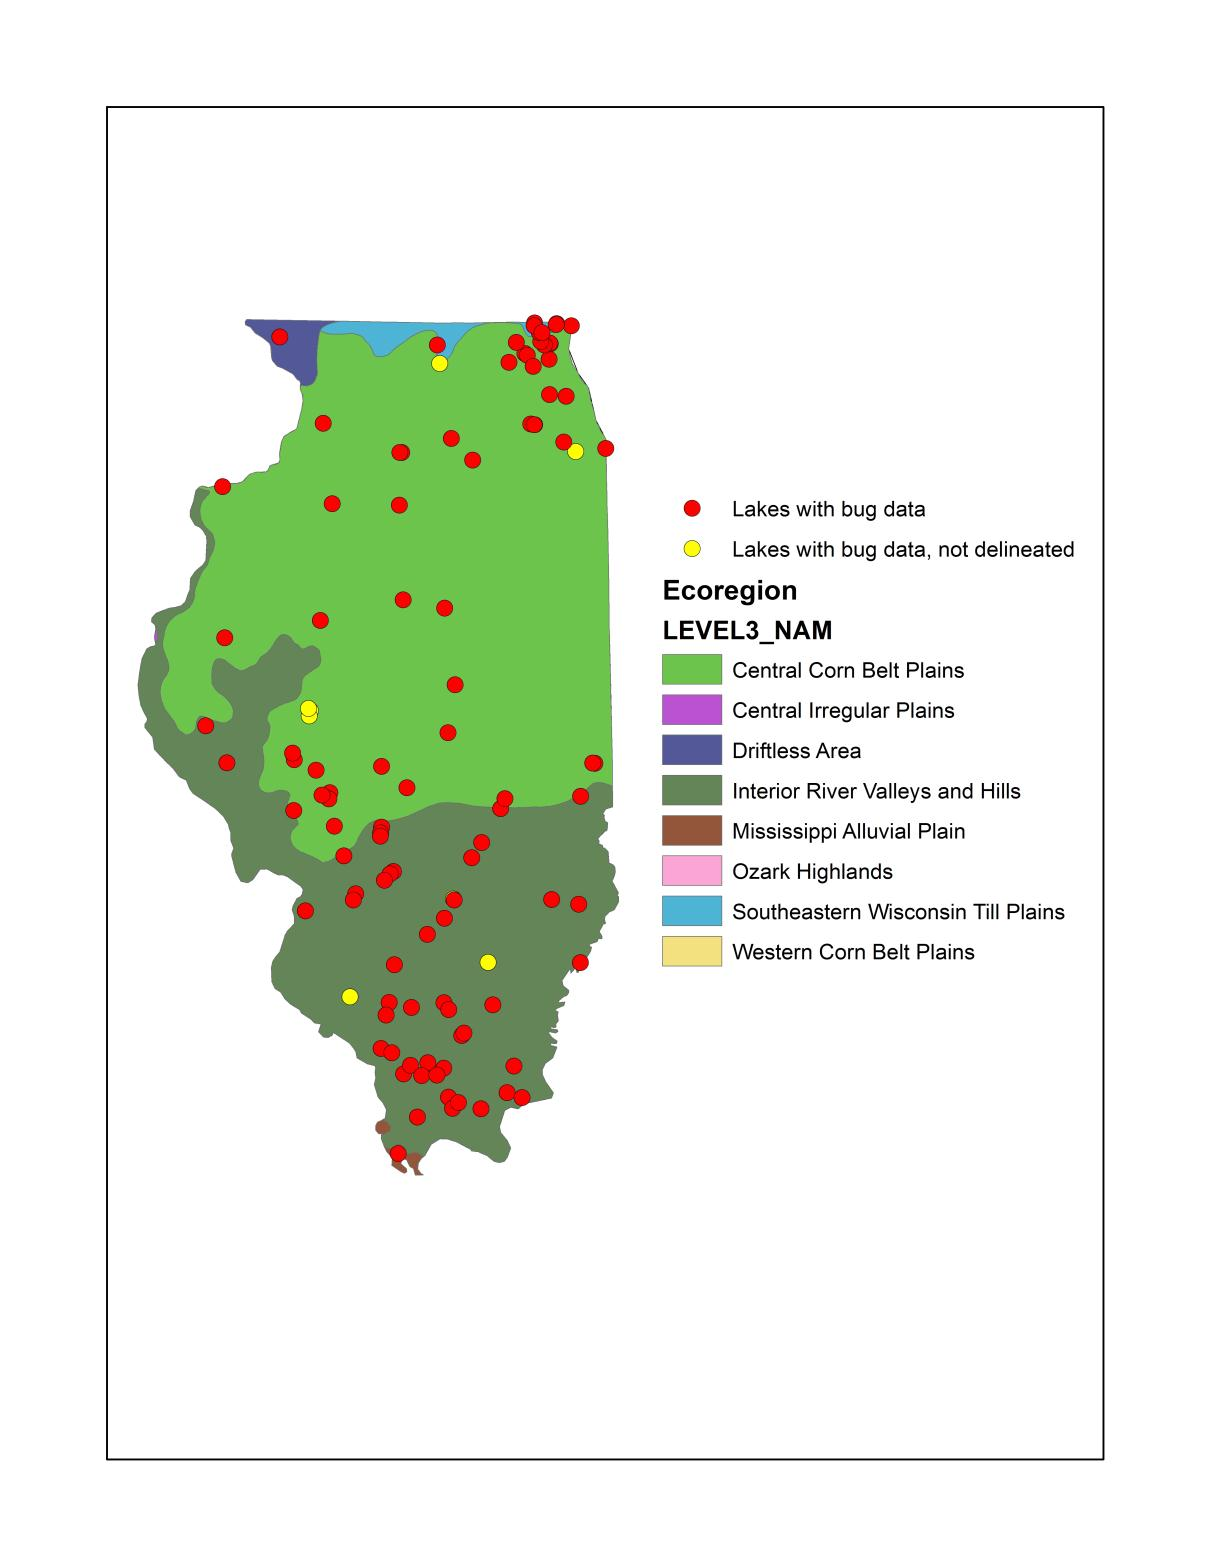 Lakes with bug data
Lakes with bug data, not delineated
Ecoregion
LEVEL3_NAM
Central Corn Belt Plains
Central Irregular Plains
Driftless Area
Interior River Valleys and Hills
Mississippi Alluvial Plain
Ozark Highlands
Southeastern Wisconsin Till Plains
Western Corn Belt Plains